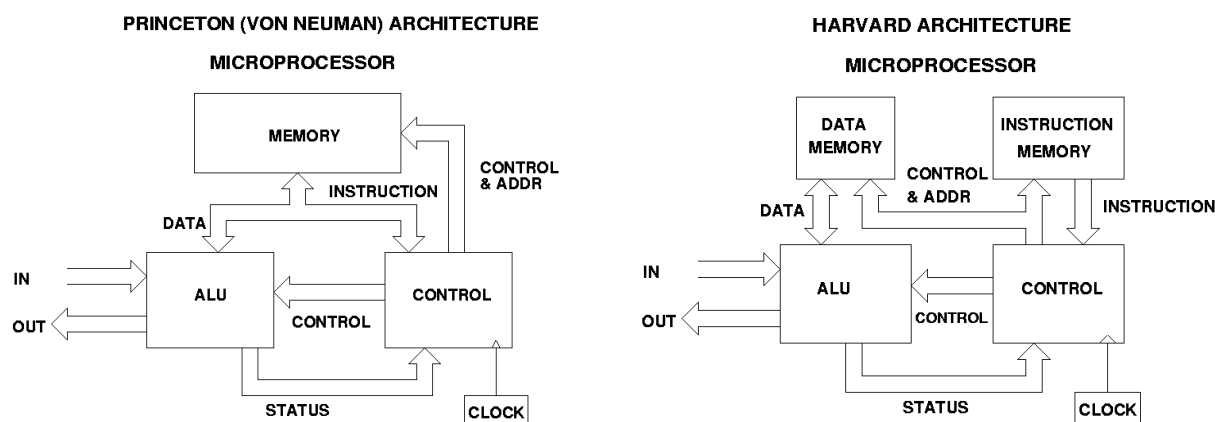 PRINCETON (VON NEUMAN) ARCHITECTURE
MICROPROCESSOR
MEMORY
CONTROL
& ADDR
INSTRUCTION
DATA
IN
OUT
ALU
CONTROL
CONTROL
STATUS
CLOCK
HARVARD ARCHITECTURE
MICROPROCESSOR
DATA
MEMORY
INSTRUCTION
MEMORY
CONTROL
& ADDR
DATA
INSTRUCTION
IN
OUT
ALU
CONTROL
CONTROL
STATUS
CLOCK